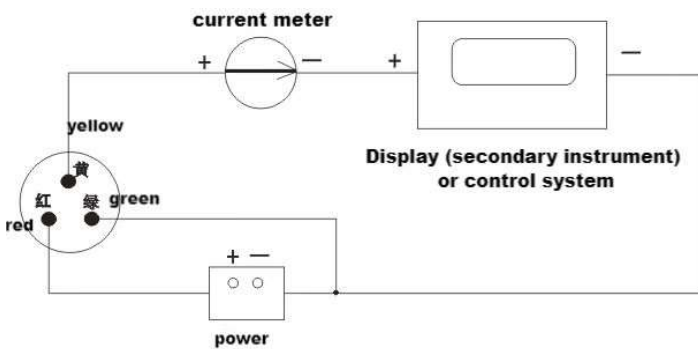 current meter
+ — + —
yellow
Display (secondary instrument)
or control system
黄
红 绿 green
red
+ —
power